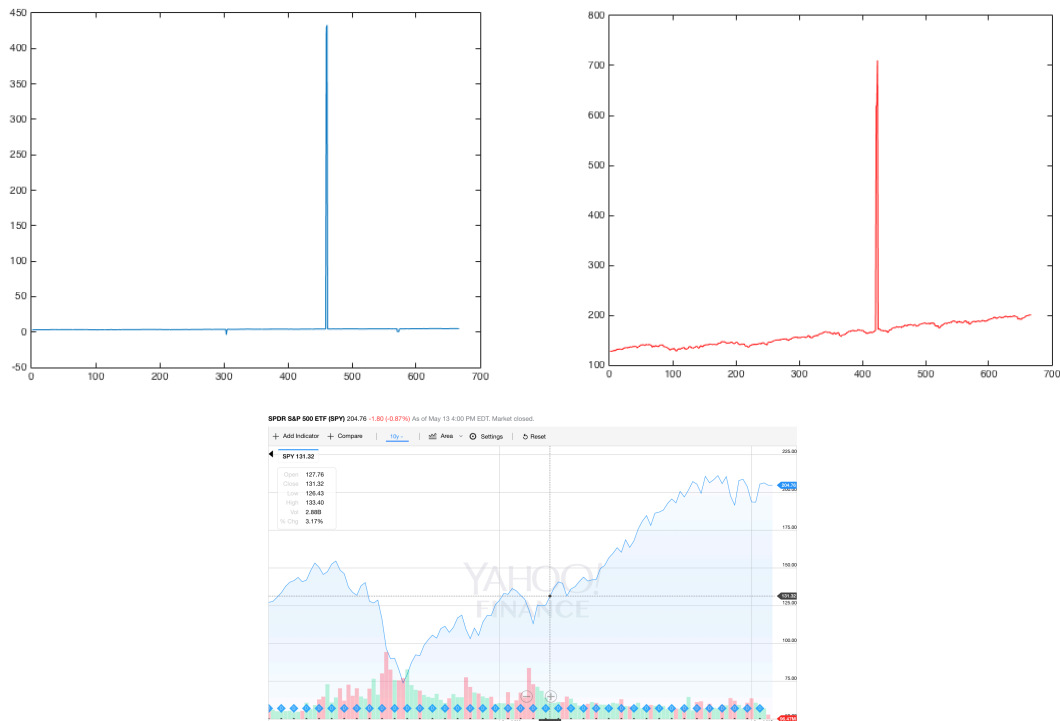 450
400
350
300
250
200
150
100
50
0
-50
0 100 200 300 400 500 600 700
800
700
600
500
400
300
200
100
0 100 200 300 400 500 600 700
SPDR S&P 500 ETF (SPY) 204.76 -1.80 (-0.87%) As of May 13 4:00 PM EDT. Market closed.
+ Add Indicator + Compare 10y Area Settings Reset
SPY 131.32
Open 127.76
Close 131.32
Low 126.43
High 133.40
Vol 2.88B
% Chg 3.17%
225.00
204.76
175.00
150.00
131.32
125.00
100.00
75.00
YAHOO!
FINANCE